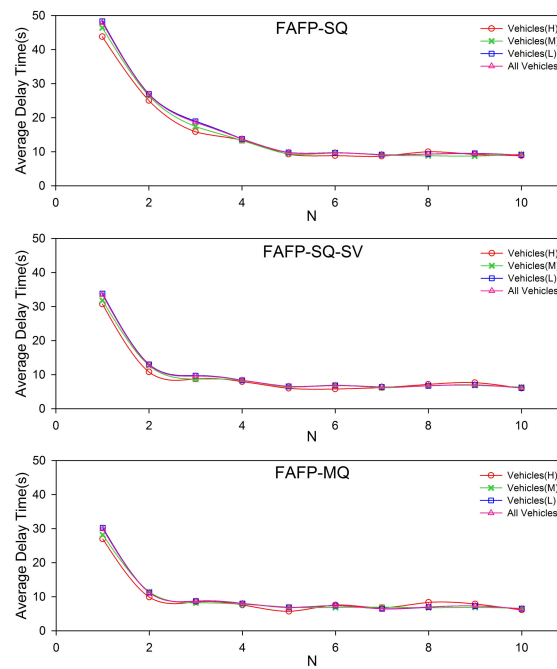 FAFP-SQ
Average Delay Time(s)
50
40
30
20
10
0
0
2
4
6
8
10
N
Vehicles(H)
Vehicles(M)
Vehicles(L)
All Vehicles
FAFP-SQ-SV
Average Delay Time(s)
50
40
30
20
10
0
0
2
4
6
8
10
N
Vehicles(H)
Vehicles(M)
Vehicles(L)
All Vehicles
FAFP-MQ
Average Delay Time(s)
50
40
30
20
10
0
0
2
4
6
8
10
N
Vehicles(H)
Vehicles(M)
Vehicles(L)
All Vehicles